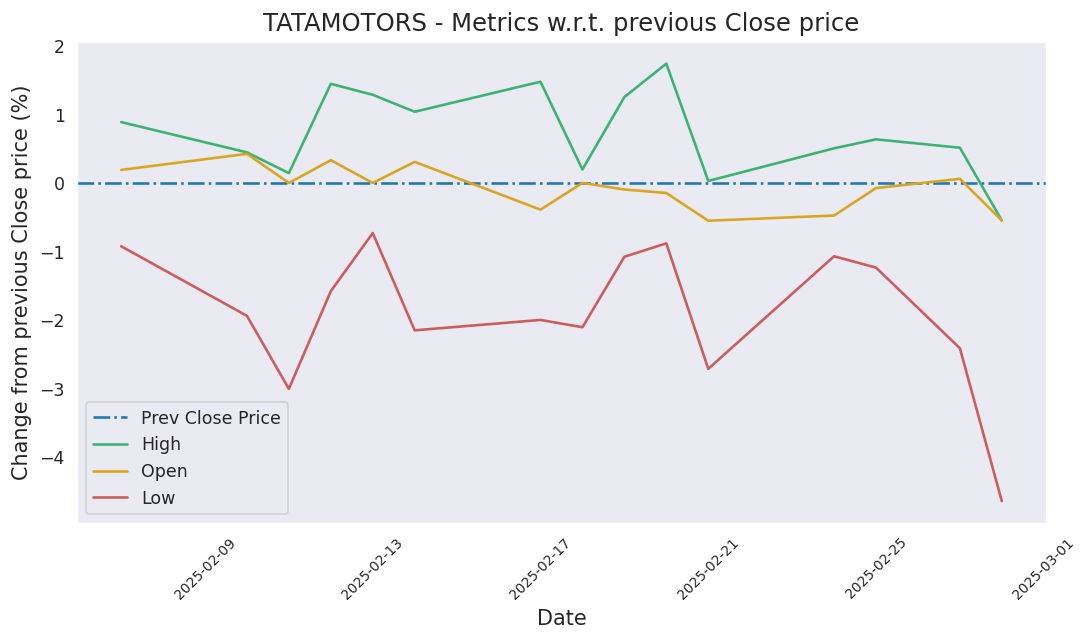 TATAMOTORS - Metrics w.r.t. previous Close price
Change from previous Close price (%)
2
1
0
−1
−2
−3
−4
Prev Close Price
High
Open
Low
2025-02-09
2025-02-13
2025-02-17
2025-02-21
2025-02-25
2025-03-01
Date